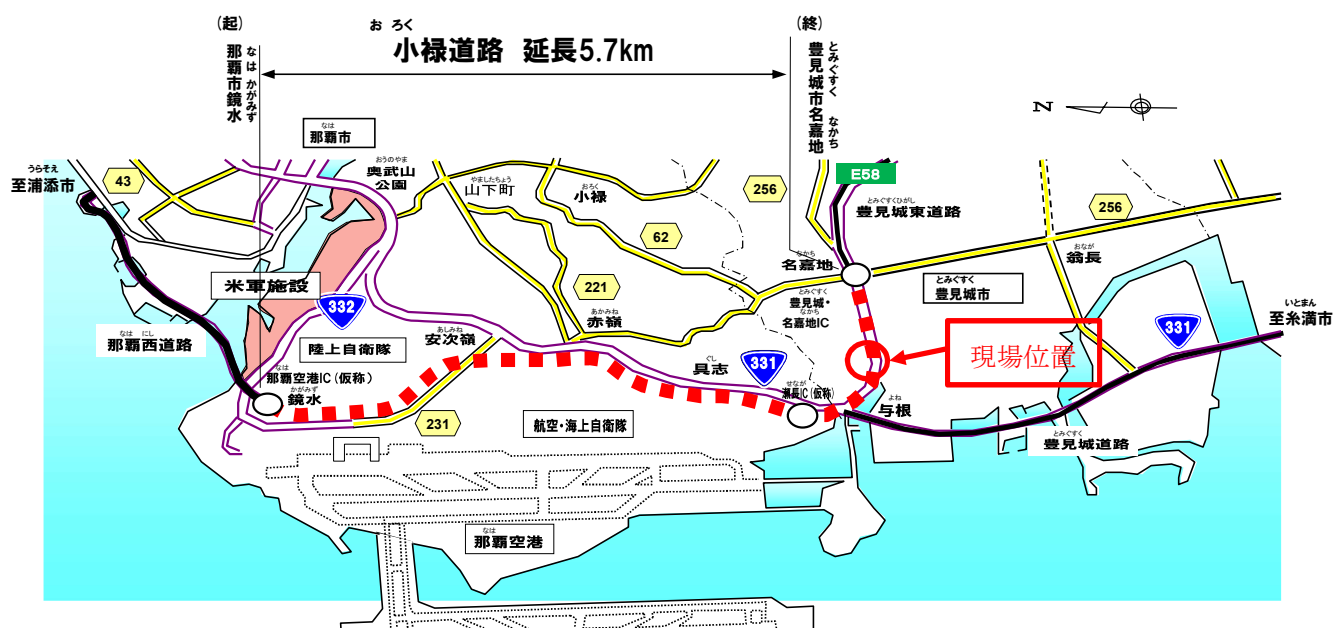 (起)
那覇市鏡水
なは かがみず
お ろく
小禄道路 延長5.7km
(終)
豊見城市名嘉地
とみぐすく なかち
N
なは
那覇市
うらそえ
至浦添市
43
おうのやま
奥武山
公園
やましたちょう
山下町
おろく
小禄
256
E58
とみぐすくひがし
豊見城東道路
256
62
なかち
名嘉地
おなが
翁長
米軍施設
332
221
あかみね
赤嶺
とみぐすく
豊見城・
なかち
名嘉地IC
とみぐすく
豊見城市
いとまん
至糸満市
331
なは にし
那覇西道路
陸上自衛隊
あしみね
安次嶺
ぐし
具志
331
現場位置
なは
那覇空港IC(仮称)
かがみず
鏡水
せなが
瀬長IC(仮称)
よね
与根
231
航空・海上自衛隊
とみぐすく
豊見城道路
なは
那覇空港